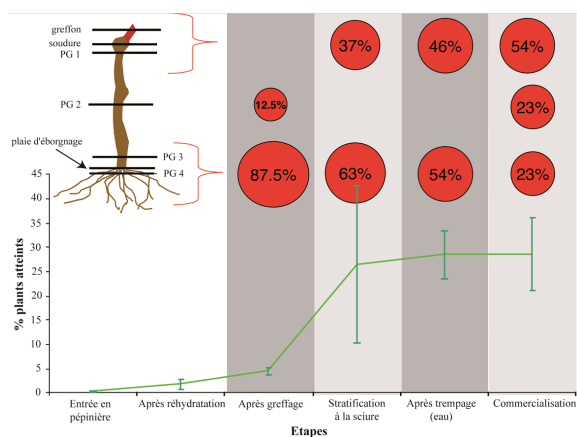 greffon
soudure
PG 1
37%
46%
54%
PG 2
12.5%
23%
plaie d'éborgnage
PG 3
PG 4
87.5%
63%
54%
23%
45
40
35
30
25
20
15
10
5
0
% plants atteints
Entrée en
pépinière
Après réhydratation
Après greffage
Stratification
à la sciure
Après trempage
(eau)
Commercialisation
Etapes